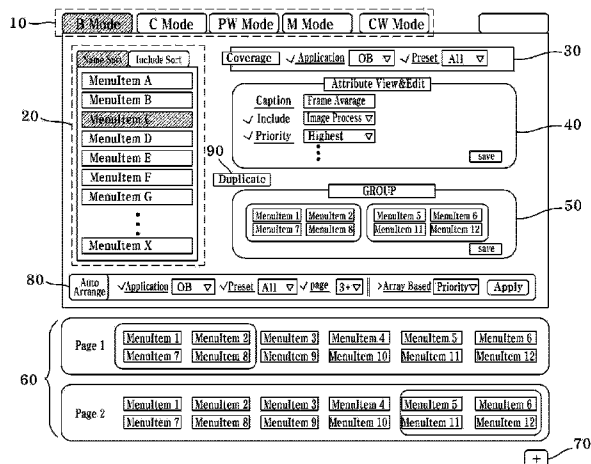 10
B Mode C Mode PW Mode M Mode CW Mode
Name Sort Include Sort
Coverage ✓Application OB ▽ ✓Preset All ▽
30
20
MenuItem A
MenuItem B
MenuItem C
MenuItem D
MenuItem E
MenuItem F
MenuItem G
MenuItem X
Attribute View&Edit
Caption Frame Avarage
✓ Include Image Process ▽
✓ Priority Highest ▽
save
40
90
Duplicate
GROUP
MenuItem 1 MenuItem 2 MenuItem 5 MenuItem 6
MenuItem 7 MenuItem 8 MenuItem 11 MenuItem 12
save
50
80
Auto Arrange ✓Application OB ▽ ✓Preset All ▽ ✓ page 3+▽ >Array Based Priority▽ Apply
60
Page 1
MenuItem 1 MenuItem 2 MenuItem 3 MenuItem 4 MenuItem 5 MenuItem 6
MenuItem 7 MenuItem 8 MenuItem 9 MenuItem 10 MenuItem 11 MenuItem 12
Page 2
MenuItem 1 MenuItem 2 MenuItem 3 MenuItem 4 MenuItem 5 MenuItem 6
MenuItem 7 MenuItem 8 MenuItem 9 MenuItem 10 MenuItem 11 MenuItem 12
+
70